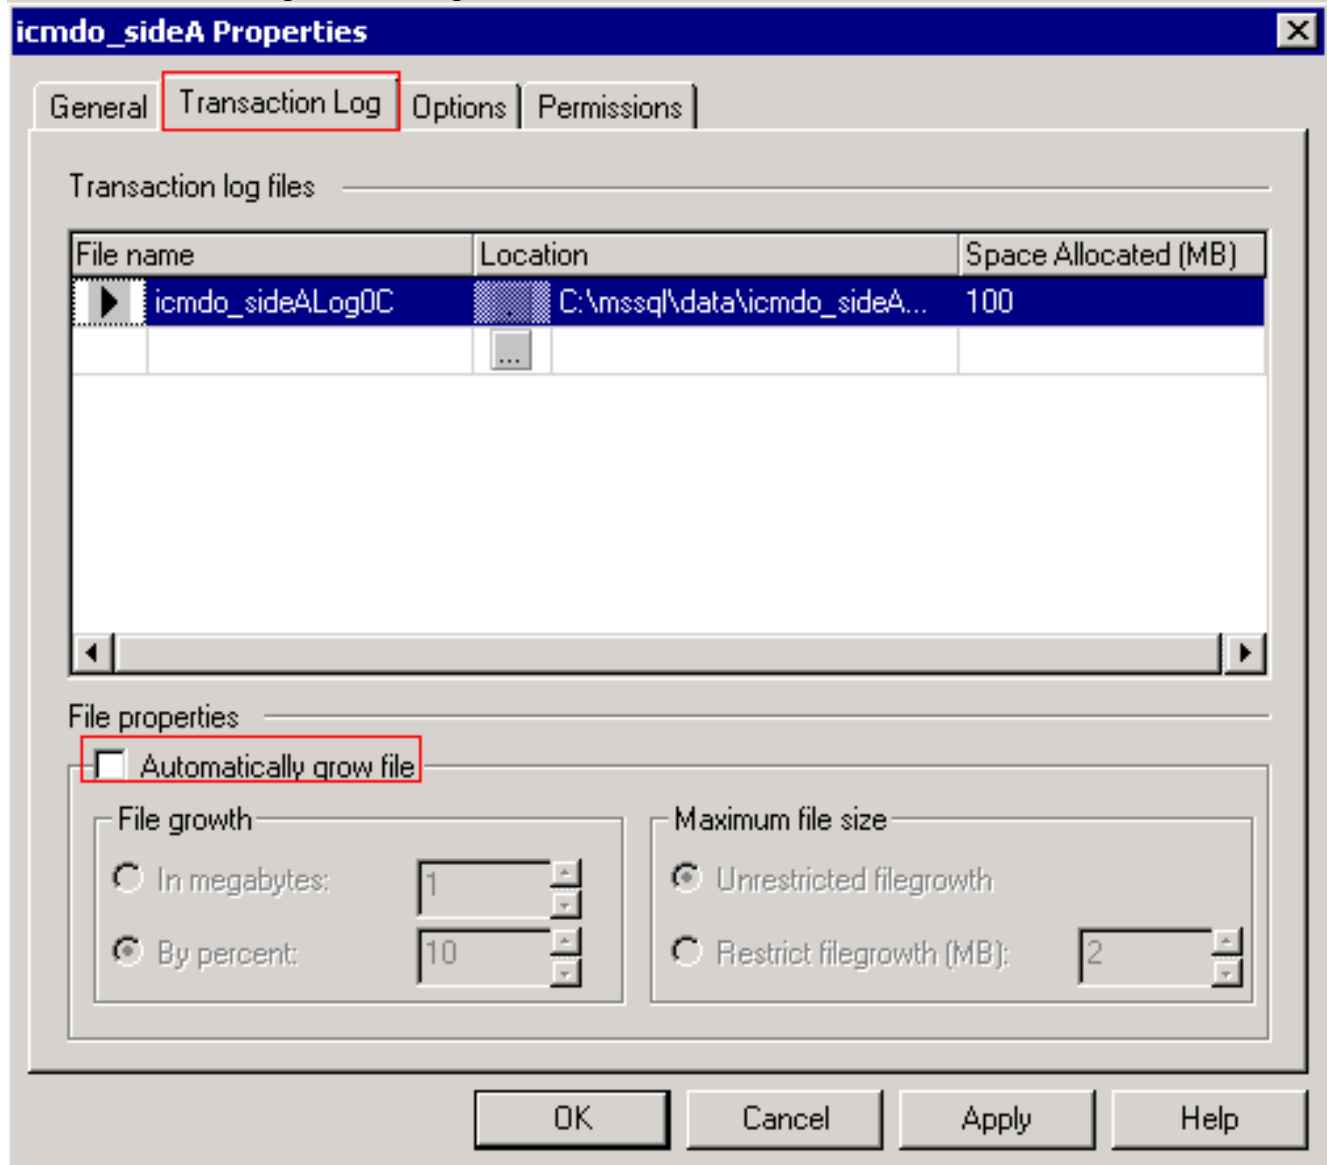 icmdo_sideA Properties
General Transaction Log Options Permissions
Transaction log files
File name Location Space Allocated (MB)
icmdo_sideALog0C C:\mssql\data\icmdo_sideA... 100
...
File properties
Automatically grow file
File growth Maximum file size
In megabytes: 1 Unrestricted filegrowth
By percent: 10 Restrict filegrowth (MB): 2
OK Cancel Apply Help